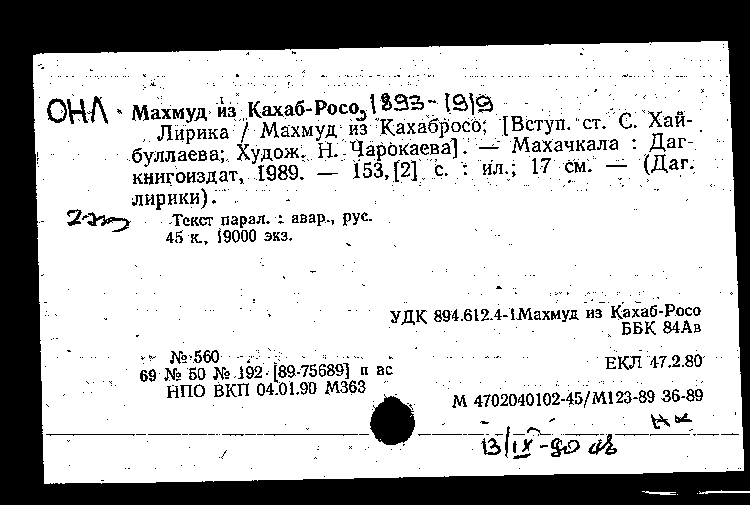 ОНЛ Махмуд из Кахаб-Росо, 1893-1919
Лирика / Махмуд из Кахабросо; [Вступ. ст. С. Хай-
буллаева; Худож. Н. Чарокаева]. — Махачкала : Даг-
книгоиздат, 1989. — 153,[2] с. : ил.; 17 см. — (Даг.
лирики).
Текст парал. : авар., рус.
45 к., 19000 экз.
УДК 894.612.4-1Махмуд из Кахаб-Росо
ББК 84Ав
№ 560
69 № 50 № 192 [89-75689] п вс
ЕКЛ 47.2.80
НПО ВКП 04.01.90 М363
М 4702040102-45/М123-89 36-89
13/IX-90